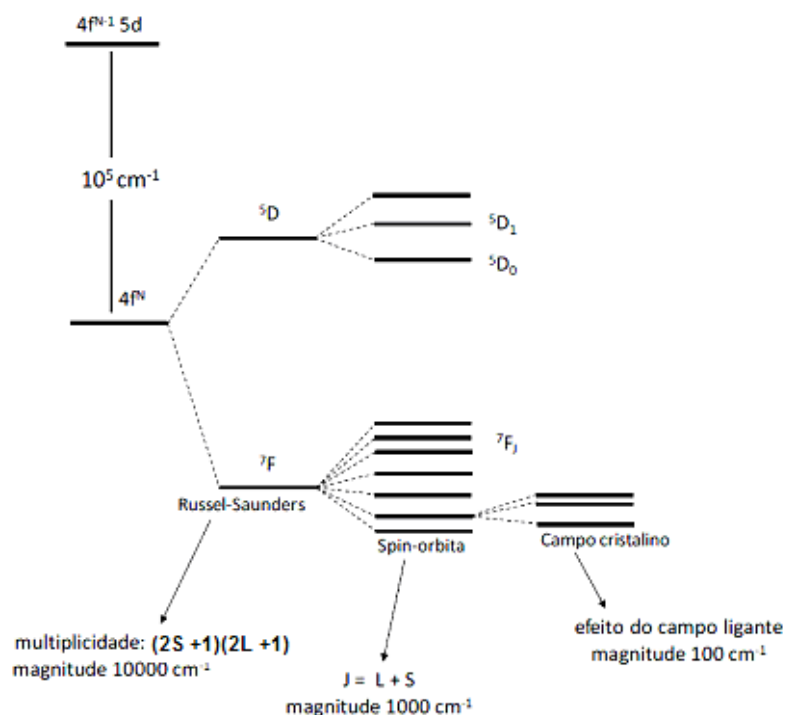 4fᴺ⁻¹ 5d
10⁵ cm⁻¹
⁵D
⁵D₁
⁵D₀
4fᴺ
⁷F
⁷Fⱼ
Russel-Saunders
Spin-orbita
Campo cristalino
multiplicidade: (2S +1)(2L +1)
magnitude 10000 cm⁻¹
J = L + S
magnitude 1000 cm⁻¹
efeito do campo ligante
magnitude 100 cm⁻¹